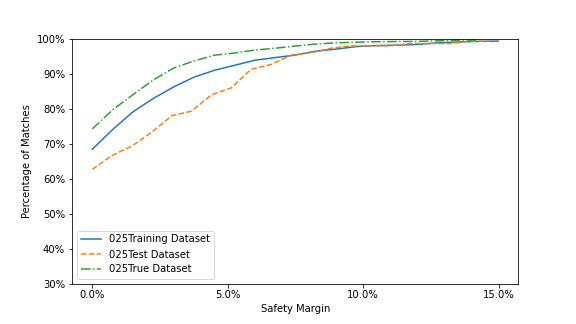 100%
90%
80%
70%
60%
50%
40%
30%
Percentage of Matches
025Training Dataset
025Test Dataset
025True Dataset
0.0% 5.0% 10.0% 15.0%
Safety Margin